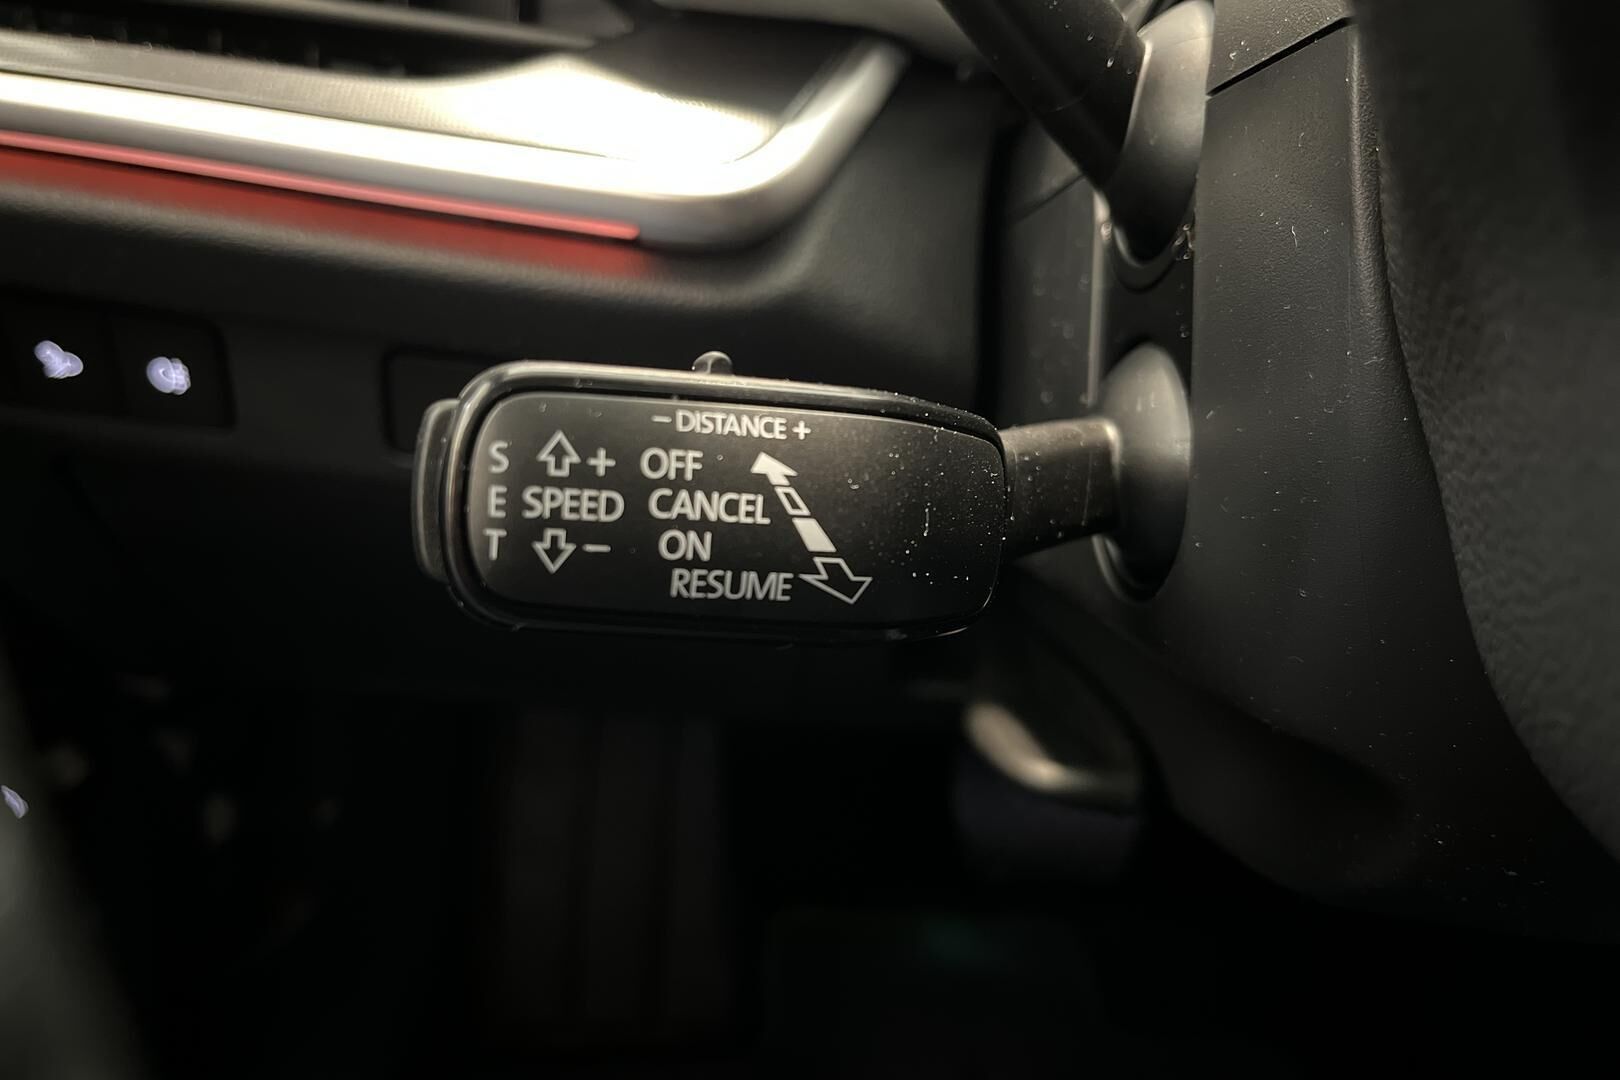 - DISTANCE +
S + OFF
E SPEED CANCEL
T - ON
RESUME